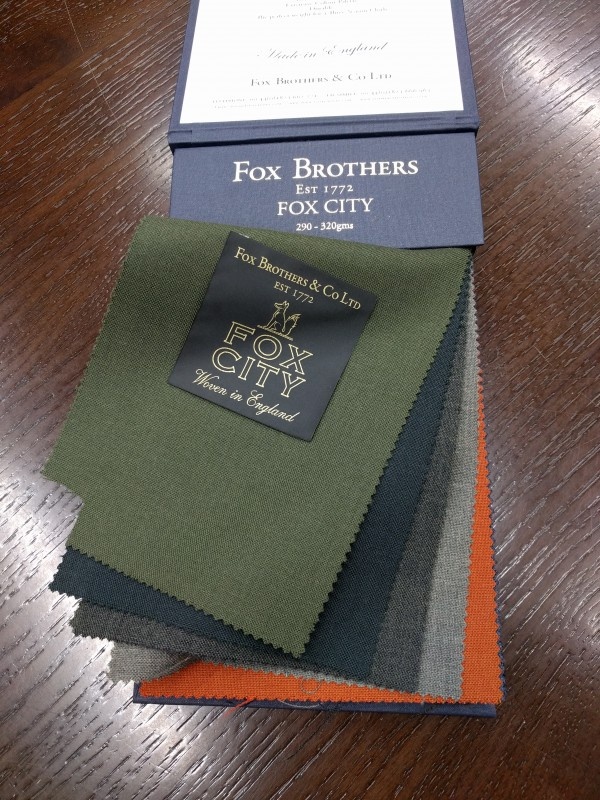 Made in England
FOX BROTHERS & CO LTD
FOX BROTHERS
EST 1772
FOX CITY
290 - 320gms
FOX BROTHERS & CO LTD
EST 1772
FOX
CITY
Woven in England